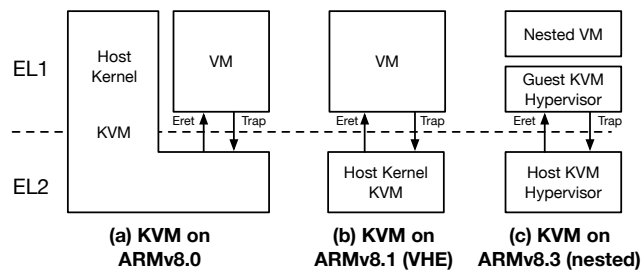 EL1
EL2
Host
Kernel
KVM
VM
Eret
Trap
(a) KVM on
ARMv8.0
VM
Eret
Trap
Host Kernel
KVM
(b) KVM on
ARMv8.1 (VHE)
Nested VM
Guest KVM
Hypervisor
Eret
Trap
Host KVM
Hypervisor
(c) KVM on
ARMv8.3 (nested)